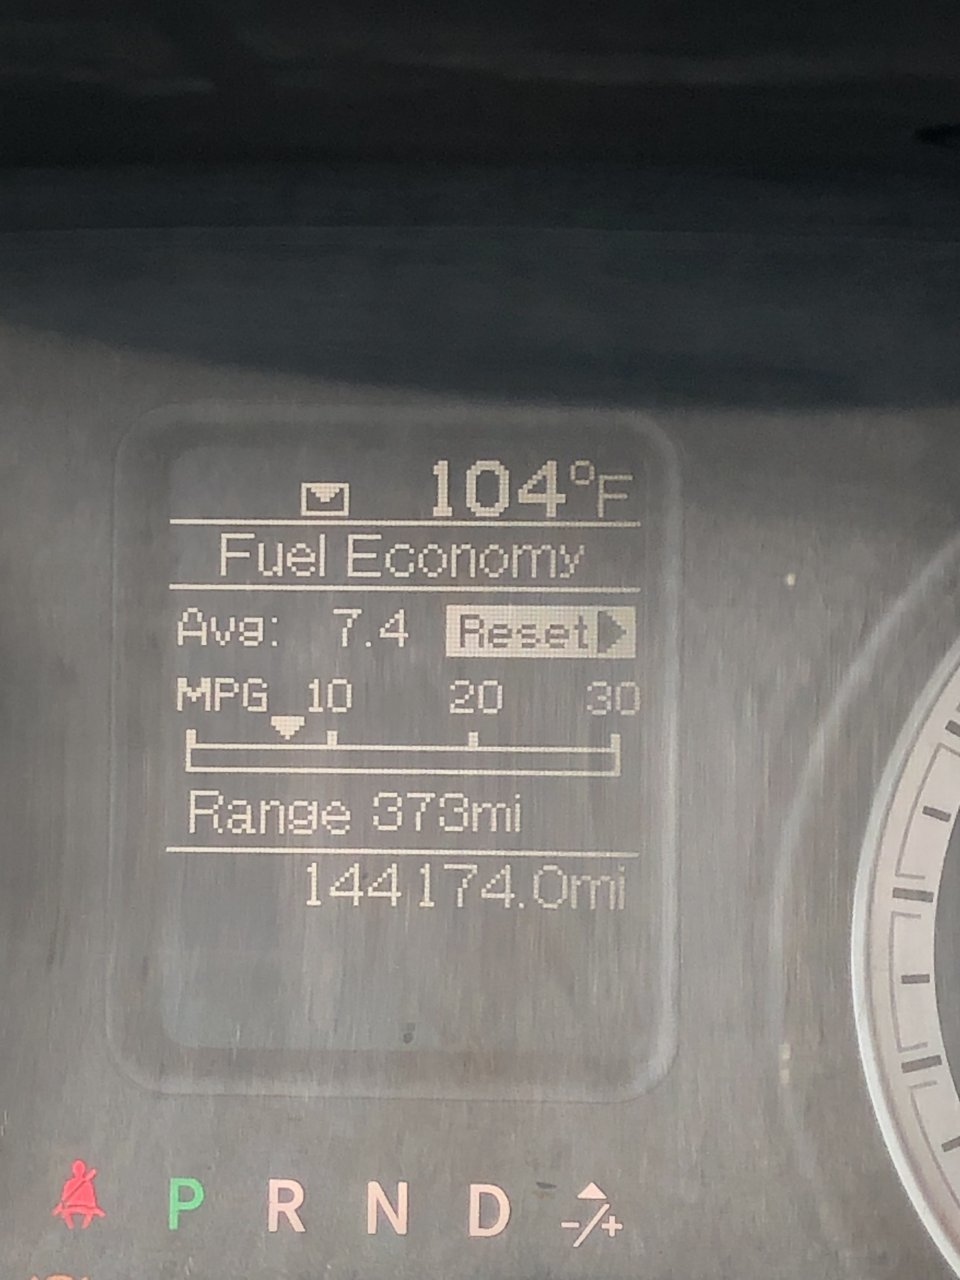 104°F
Fuel Economy
Avg: 7.4 Reset
MPG 10 20 30
Range 373mi
144174.0mi
P R N D -/+